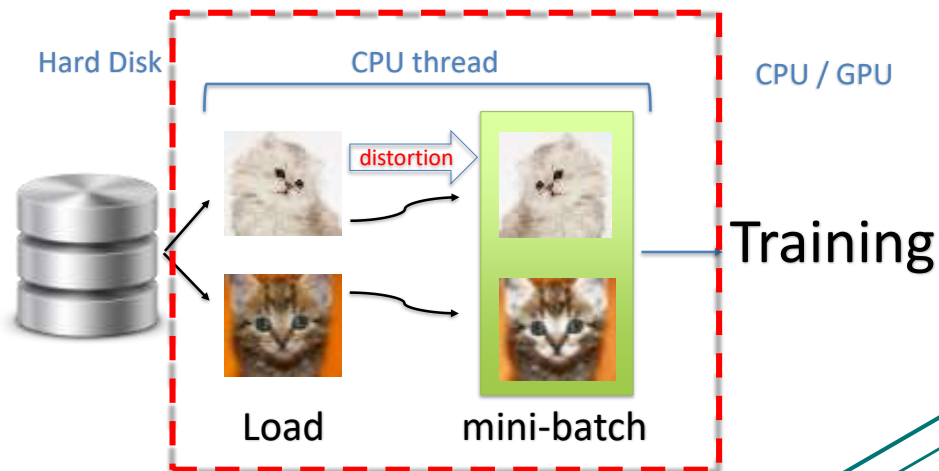 Hard Disk
CPU thread
CPU / GPU
distortion
Training
Load
mini-batch